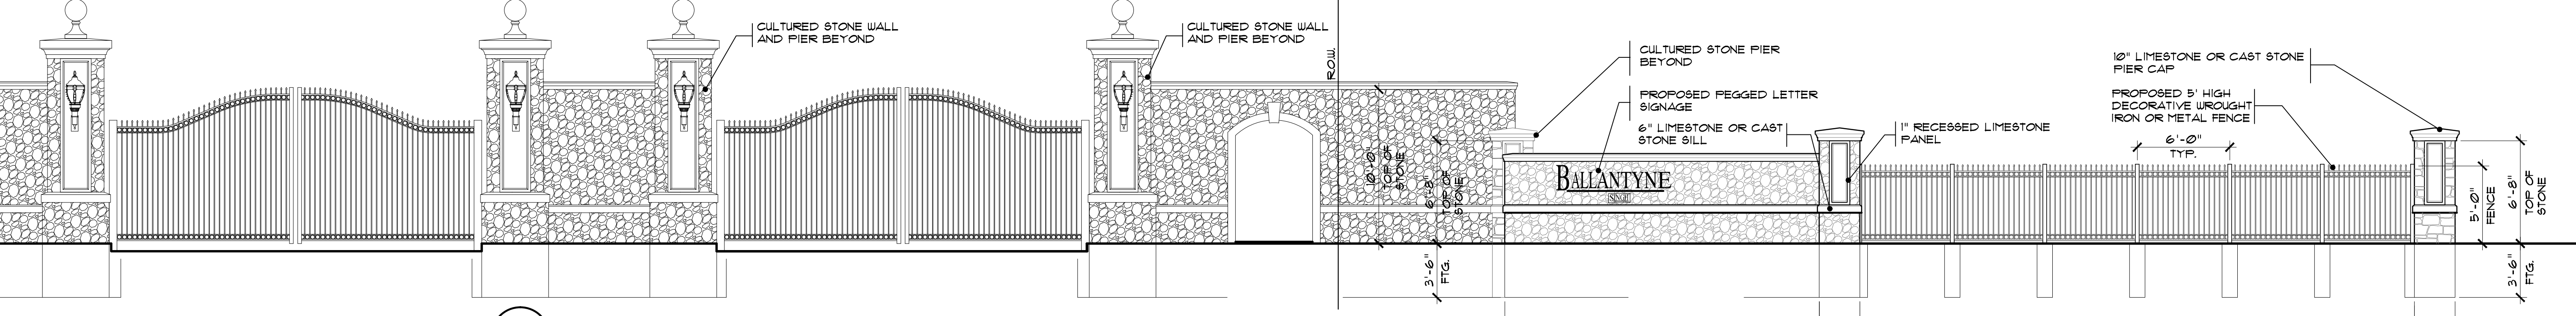 CULTURED STONE WALL
AND PIER BEYOND
CULTURED STONE WALL
AND PIER BEYOND
R.O.W.
10'-0"
TOP OF
STONE
6'-8"
TOP OF
STONE
3'-6"
FTG.
CULTURED STONE PIER
BEYOND
PROPOSED PEGGED LETTER
SIGNAGE
6" LIMESTONE OR CAST
STONE SILL
BALLANTYNE
SINGH
1" RECESSED LIMESTONE
PANEL
10" LIMESTONE OR CAST STONE
PIER CAP
PROPOSED 5' HIGH
DECORATIVE WROUGHT
IRON OR METAL FENCE
6'-0"
TYP.
5'-0"
FENCE
6'-8"
TOP OF
STONE
3'-6"
FTG.